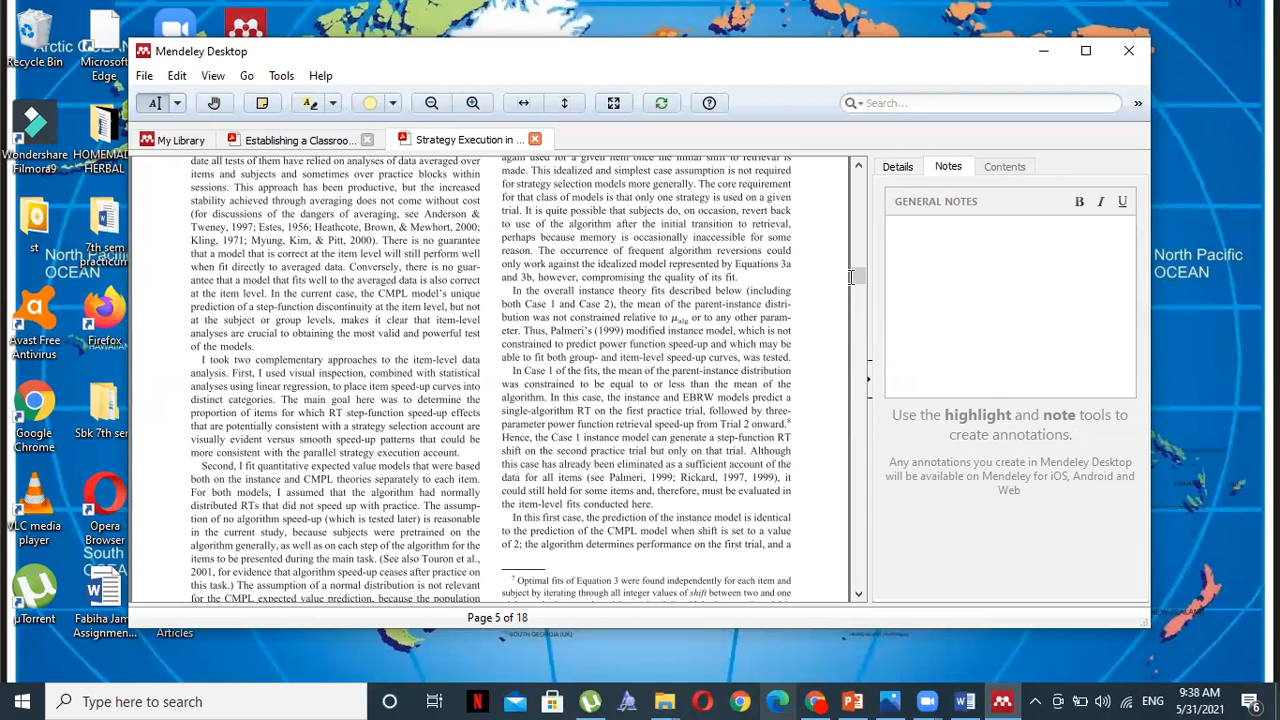 Arctic OCEAN
Recycle Bin
Microsoft Edge
Wondershare Filmora9
HOMEMADE HERBAL
st
7th sem practicum
OCEAN
Avast Free Antivirus
Firefox
Google Chrome
Sbk 7th sem
VLC media player
Opera Browser
South
µTorrent
Fabiha Jam Assignment...
Articles
North Pacific
OCEAN
SOUTH GEORGIA (UK)
Mendeley Desktop
File Edit View Go Tools Help
Search...
My Library
Establishing a Classroo...
Strategy Execution in ...
date all tests of them have relied on analyses of data averaged over
items and subjects and sometimes over practice blocks within
sessions. This approach has been productive, but the increased
stability achieved through averaging does not come without cost
(for discussions of the dangers of averaging, see Anderson &
Tweney, 1997; Estes, 1956; Heathcote, Brown, & Mewhort, 2000;
Kling, 1971; Myung, Kim, & Pitt, 2000). There is no guarantee
that a model that is correct at the item level will still perform well
when fit directly to averaged data. Conversely, there is no guar-
antee that a model that fits well to the averaged data is also correct
at the item level. In the current case, the CMPL model's unique
prediction of a step-function discontinuity at the item level, but not
at the subject or group levels, makes it clear that item-level
analyses are crucial to obtaining the most valid and powerful test
of the models.
I took two complementary approaches to the item-level data
analysis. First, I used visual inspection, combined with statistical
analyses using linear regression, to place item speed-up curves into
distinct categories. The main goal here was to determine the
proportion of items for which RT step-function speed-up effects
that are potentially consistent with a strategy selection account are
visually evident versus smooth speed-up patterns that could be
more consistent with the parallel strategy execution account.
Second, I fit quantitative expected value models that were based
both on the instance and CMPL theories separately to each item.
For both models, I assumed that the algorithm had normally
distributed RTs that did not speed up with practice. The assump-
tion of no algorithm speed-up (which is tested later) is reasonable
in the current study, because subjects were pretrained on the
algorithm generally, as well as on each step of the algorithm for the
items to be presented during the main task. (See also Touron et al.,
2001, for evidence that algorithm speed-up ceases after practice on
this task.) The assumption of a normal distribution is not relevant
for the CMPL expected value prediction, because the population
again used for a given item once the initial shift to retrieval is
made. This idealized and simplest case assumption is not required
for strategy selection models more generally. The core requirement
for that class of models is that only one strategy is used on a given
trial. It is quite possible that subjects do, on occasion, revert back
to use of the algorithm after the initial transition to retrieval,
perhaps because memory is occasionally inaccessible for some
reason. The occurrence of frequent algorithm reversions could
only work against the idealized model represented by Equations 3a
and 3b, however, compromising the quality of its fit.
In the overall instance theory fits described below (including
both Case 1 and Case 2), the mean of the parent-instance distri-
bution was not constrained relative to μalg or to any other param-
eter. Thus, Palmeri's (1999) modified instance model, which is not
constrained to predict power function speed-up and which may be
able to fit both group- and item-level speed-up curves, was tested.
In Case 1 of the fits, the mean of the parent-instance distribution
was constrained to be equal to or less than the mean of the
algorithm. In this case, the instance and EBRW models predict a
single-algorithm RT on the first practice trial, followed by three-
parameter power function retrieval speed-up from Trial 2 onward.8
Hence, the Case 1 instance model can generate a step-function RT
shift on the second practice trial but only on that trial. Although
this case has already been eliminated as a sufficient account of the
data for all items (see Palmeri, 1999; Rickard, 1997, 1999), it
could still hold for some items and, therefore, must be evaluated in
the item-level fits conducted here.
In this first case, the prediction of the instance model is identical
to the prediction of the CMPL model when shift is set to a value
of 2; the algorithm determines performance on the first trial, and a
7 Optimal fits of Equation 3 were found independently for each item and
subject by iterating through all integer values of shift between two and one
Details Notes Contents
GENERAL NOTES B I U
Use the highlight and note tools to
create annotations.
Any annotations you create in Mendeley Desktop
will be available on Mendeley for iOS, Android and
Web
Page 5 of 18
Type here to search
ENG
9:38 AM
5/31/2021
6